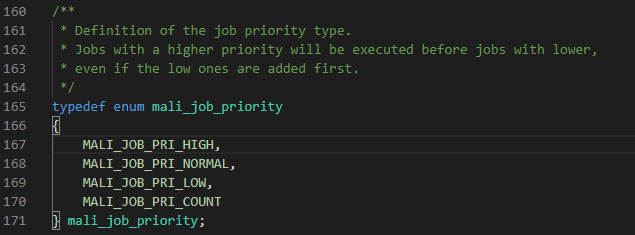 160 /**
161  * Definition of the job priority type.
162  * Jobs with a higher priority will be executed before jobs with lower,
163  * even if the low ones are added first.
164  */
165 typedef enum mali_job_priority
166 {
167     MALI_JOB_PRI_HIGH,
168     MALI_JOB_PRI_NORMAL,
169     MALI_JOB_PRI_LOW,
170     MALI_JOB_PRI_COUNT
171 } mali_job_priority;